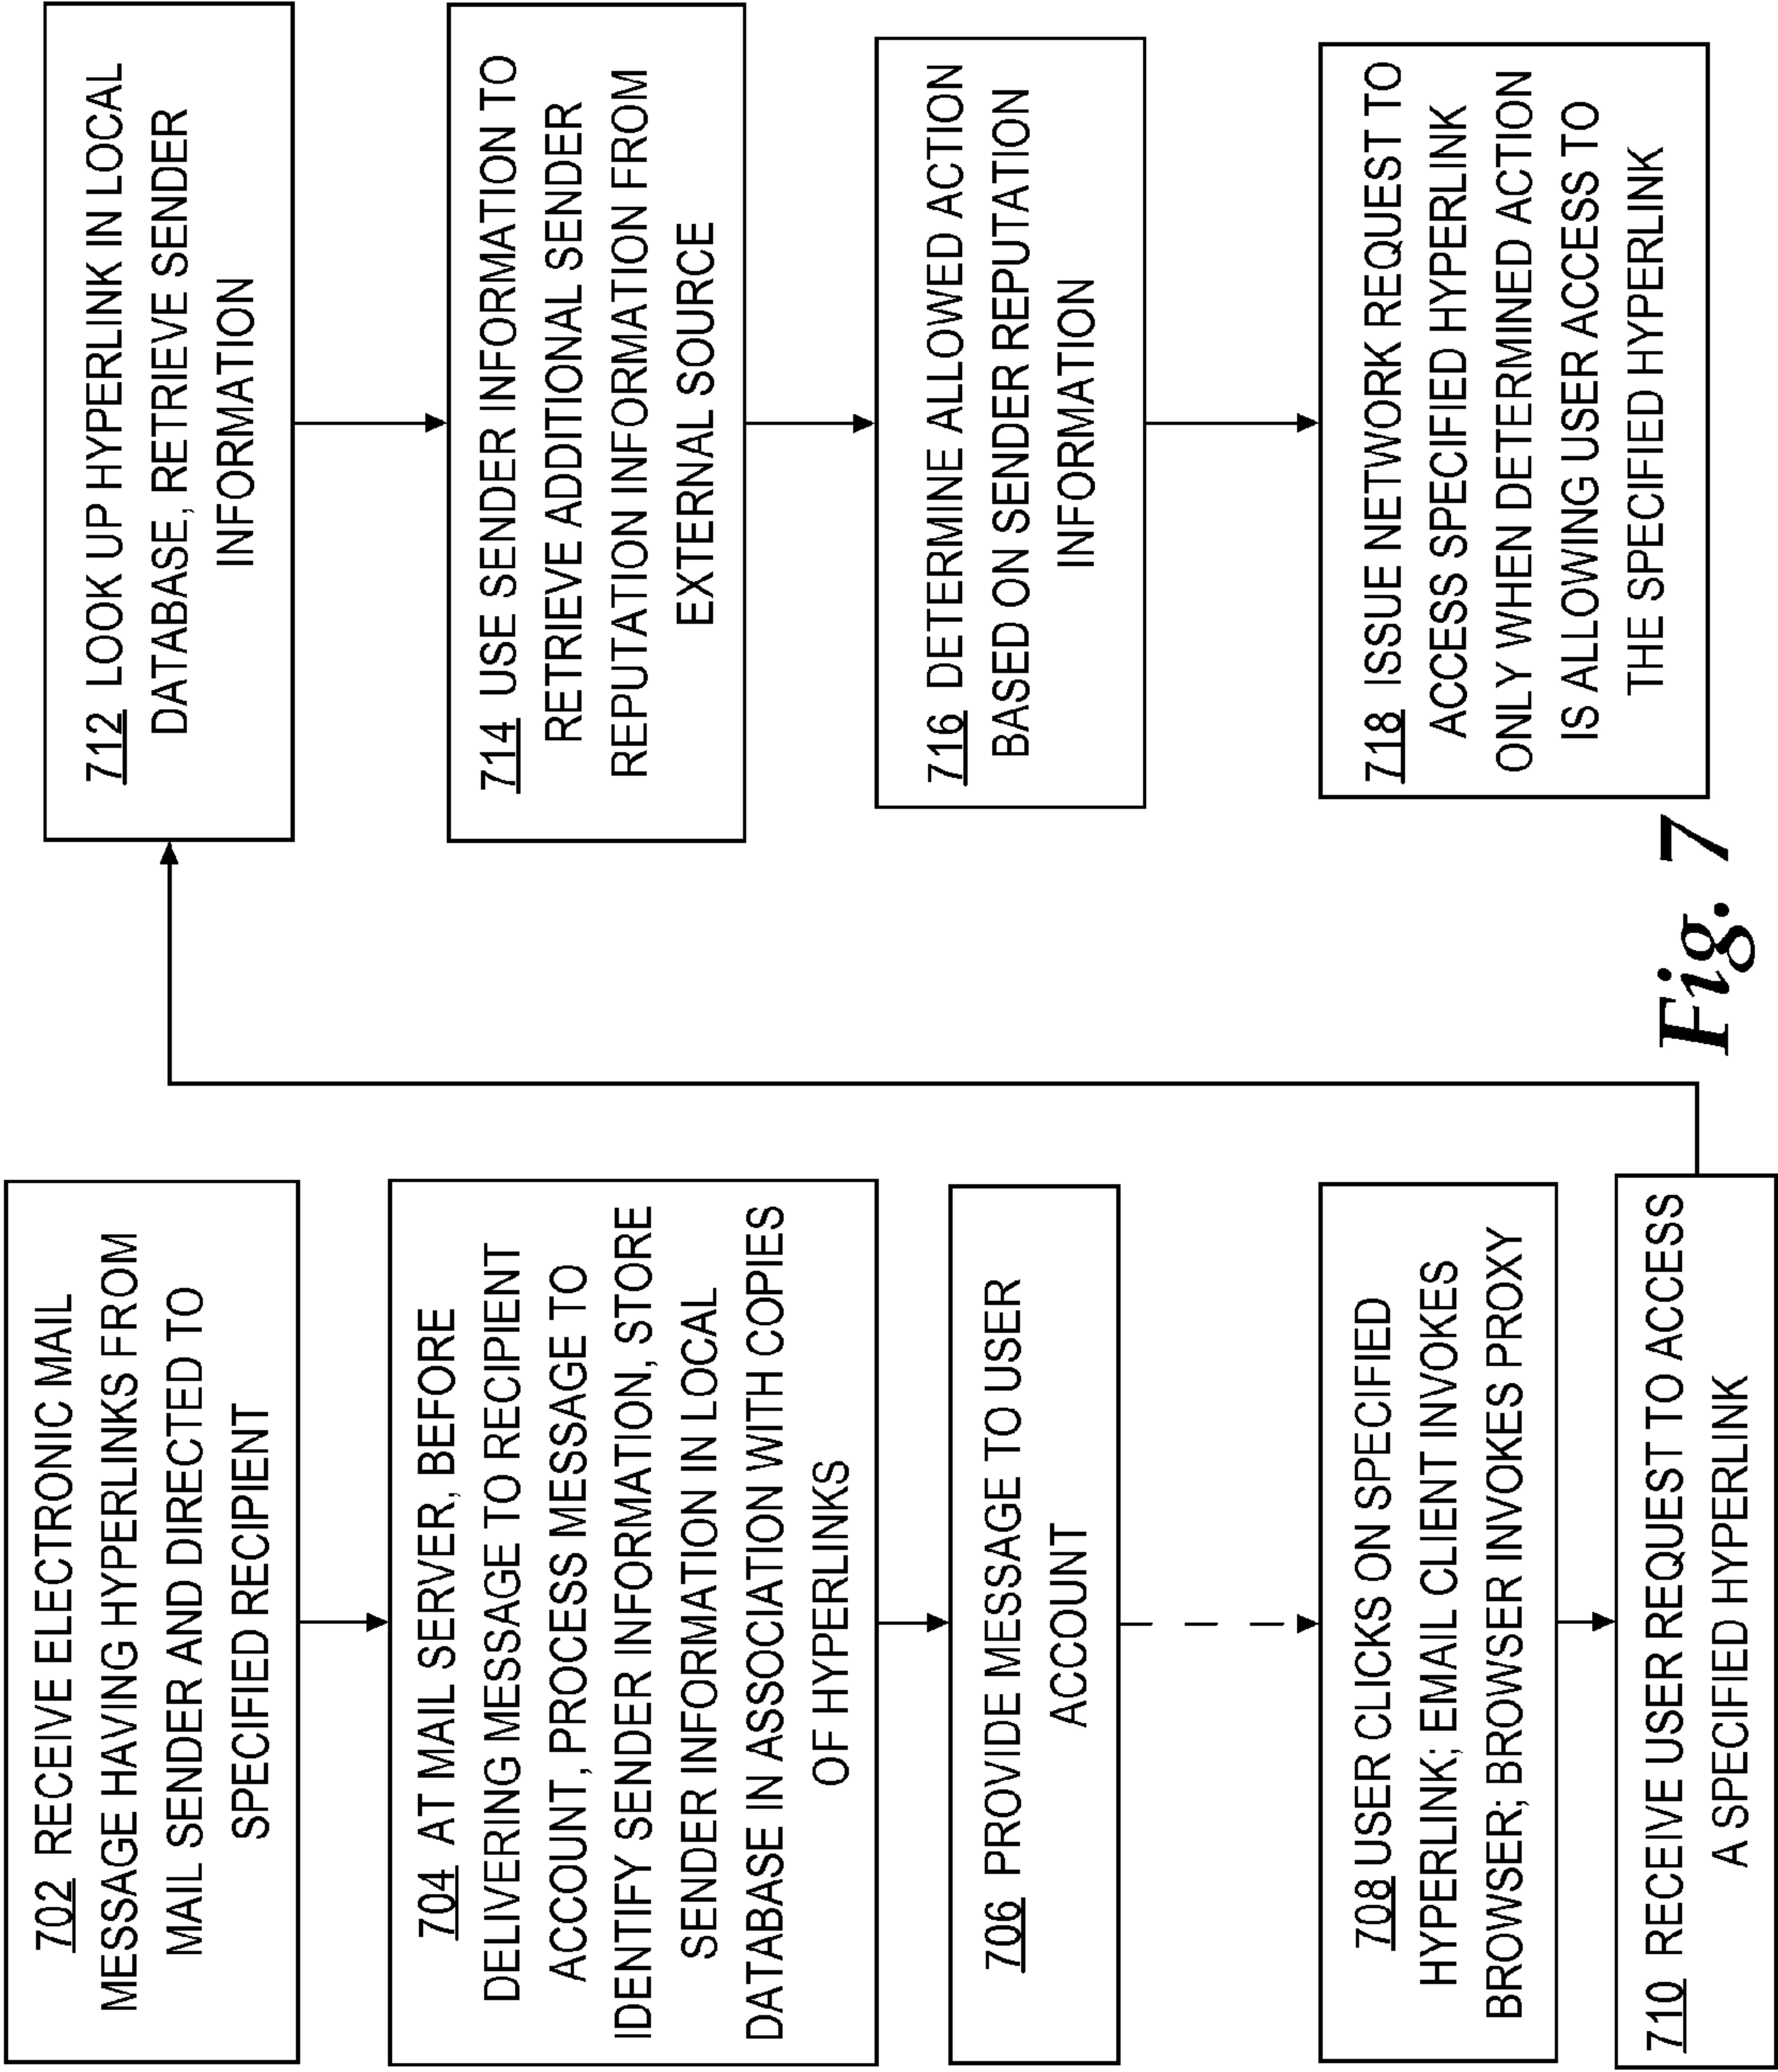 702 RECEIVE ELECTRONIC MAIL
MESSAGE HAVING HYPERLINKS FROM
MAIL SENDER AND DIRECTED TO
SPECIFIED RECIPIENT
704 AT MAIL SERVER, BEFORE
DELIVERING MESSAGE TO RECIPIENT
ACCOUNT, PROCESS MESSAGE TO
IDENTIFY SENDER INFORMATION, STORE
SENDER INFORMATION IN LOCAL
DATABASE IN ASSOCIATION WITH COPIES
OF HYPERLINKS
706 PROVIDE MESSAGE TO USER
ACCOUNT
708 USER CLICKS ON SPECIFIED
HYPERLINK; EMAIL CLIENT INVOKES
BROWSER; BROWSER INVOKES PROXY
710 RECEIVE USER REQUEST TO ACCESS
A SPECIFIED HYPERLINK
712 LOOK UP HYPERLINK IN LOCAL
DATABASE, RETRIEVE SENDER
INFORMATION
714 USE SENDER INFORMATION TO
RETRIEVE ADDITIONAL SENDER
REPUTATION INFORMATION FROM
EXTERNAL SOURCE
716 DETERMINE ALLOWED ACTION
BASED ON SENDER REPUTATION
INFORMATION
718 ISSUE NETWORK REQUEST TO
ACCESS SPECIFIED HYPERLINK
ONLY WHEN DETERMINED ACTION
IS ALLOWING USER ACCESS TO
THE SPECIFIED HYPERLINK
Fig. 7